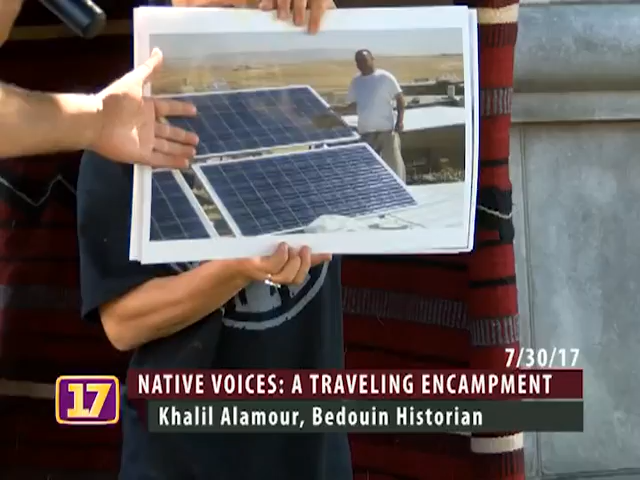 7/30/17
17
NATIVE VOICES: A TRAVELING ENCAMPMENT
Khalil Alamour, Bedouin Historian